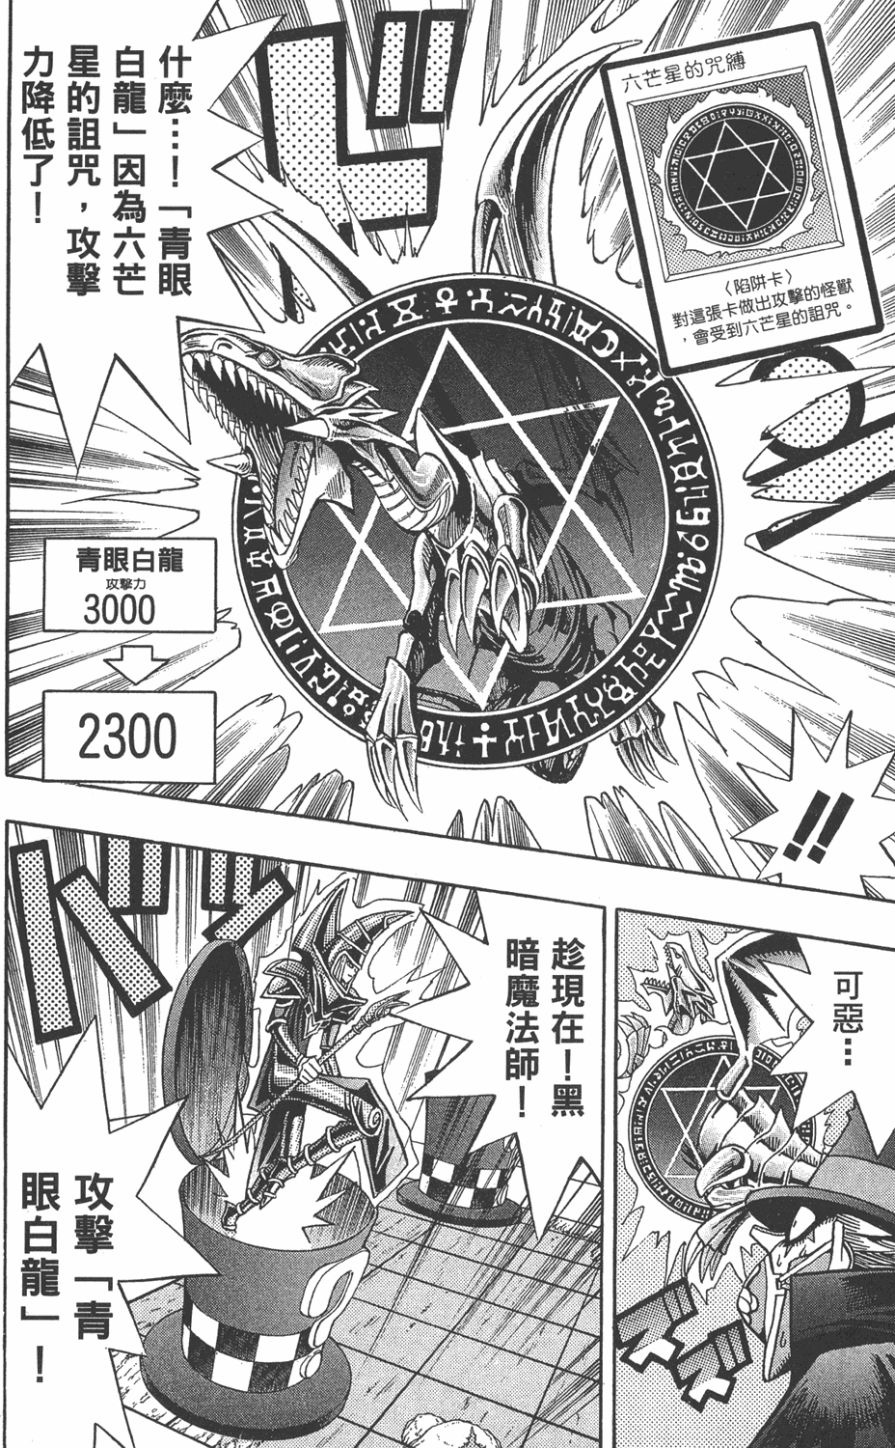 六芒星的咒縛
〈陷阱卡〉
對這張卡做出攻擊的怪獸
，會受到六芒星的詛咒。
什麼…！「青眼
白龍」因為六芒
星的詛咒，攻擊
力降低了！
青眼白龍
攻擊力
3000
2300
!!
可惡…
趁現在！黑
暗魔法師！
攻擊「青
眼白龍」！